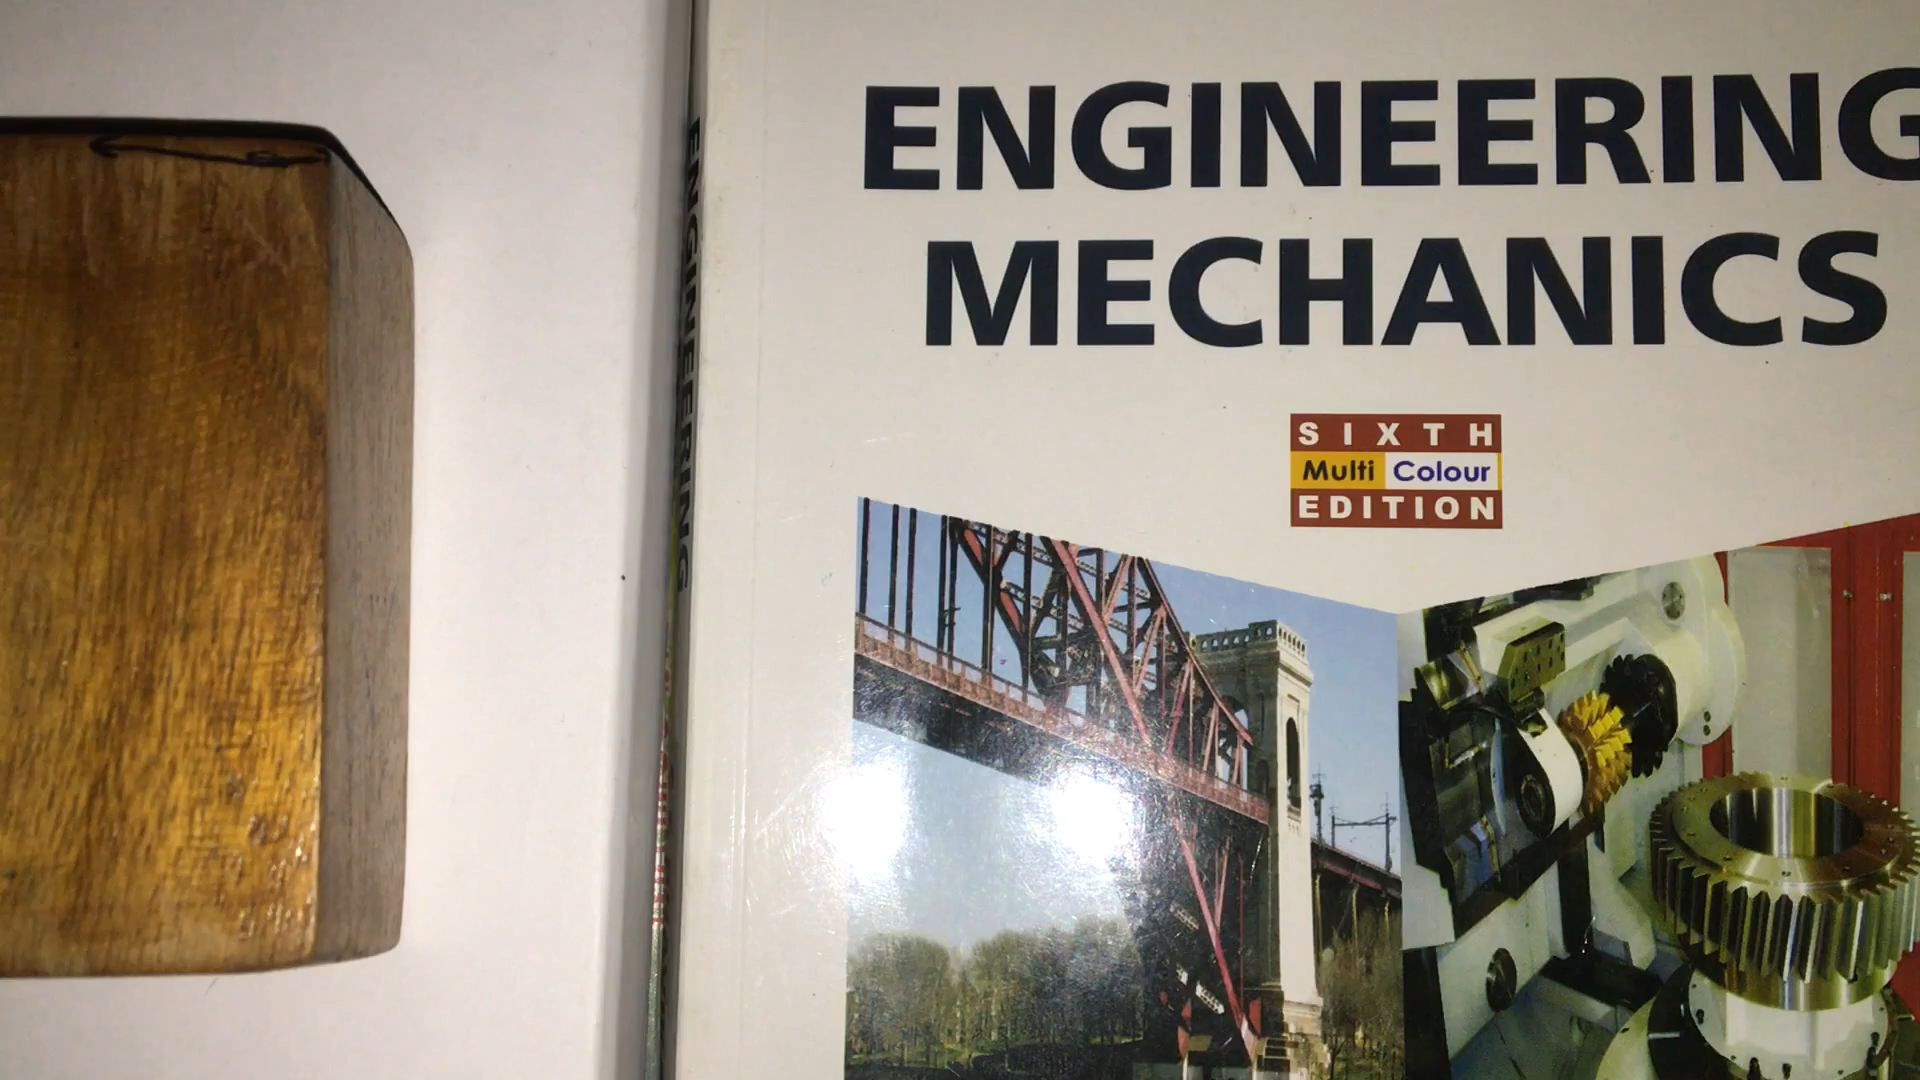 ENGINEERING
MECHANICS
SIXTH
Multi Colour
EDITION
ENGINEERING